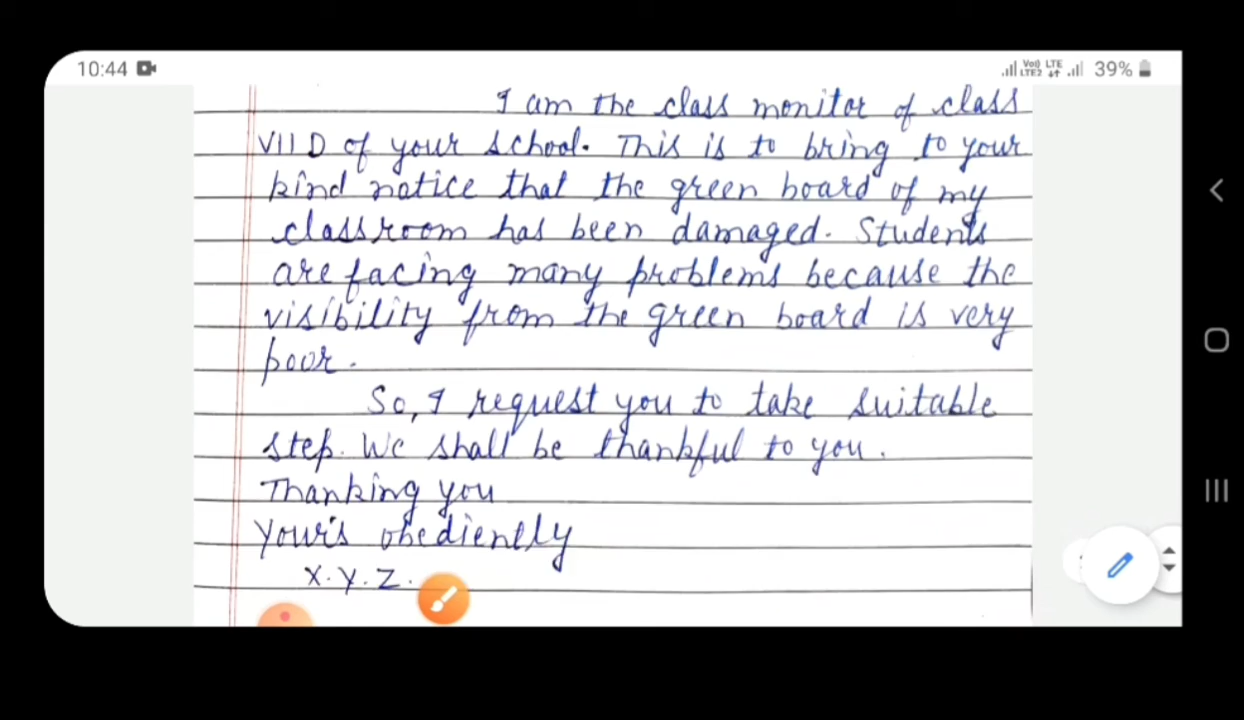 10:44
Vo)) LTE
LTE2
39%
I am the class monitor of class
VII D of your school. This is to bring to your
kind notice that the green board of my
classroom has been damaged. Students
are facing many problems because the
visibility from the green board is very
poor.
So, I request you to take suitable
step. We shall be thankful to you.
Thanking you
Your's obediently
X.Y.Z.